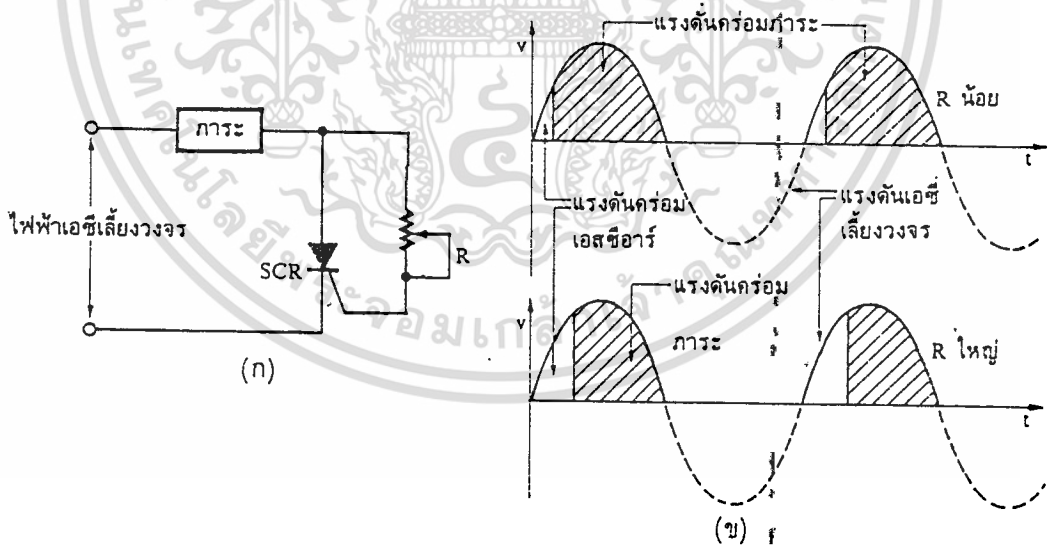 แรงดันคร่อมภาระ
v
R น้อย
t
ภาระ
ไฟฟ้าเอซีเลี้ยงวงจร
SCR
R
(ก)
แรงดันคร่อม
เอสซีอาร์
แรงดันเอซี
เลี้ยงวงจร
แรงดันคร่อม
ภาระ
v
R ใหญ่
t
(ข)